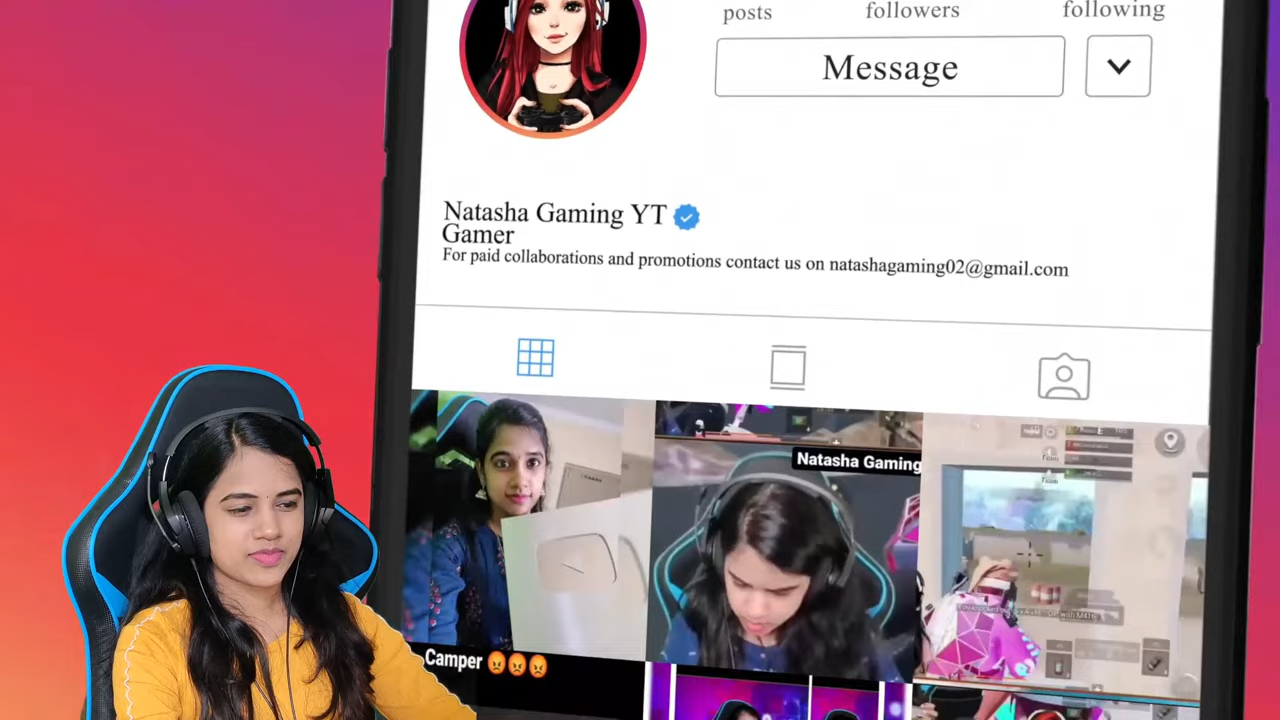 posts followers following
Message
Natasha Gaming YT
Gamer
For paid collaborations and promotions contact us on natashagaming02@gmail.com
Natasha Gaming
Camper 😡😡😡